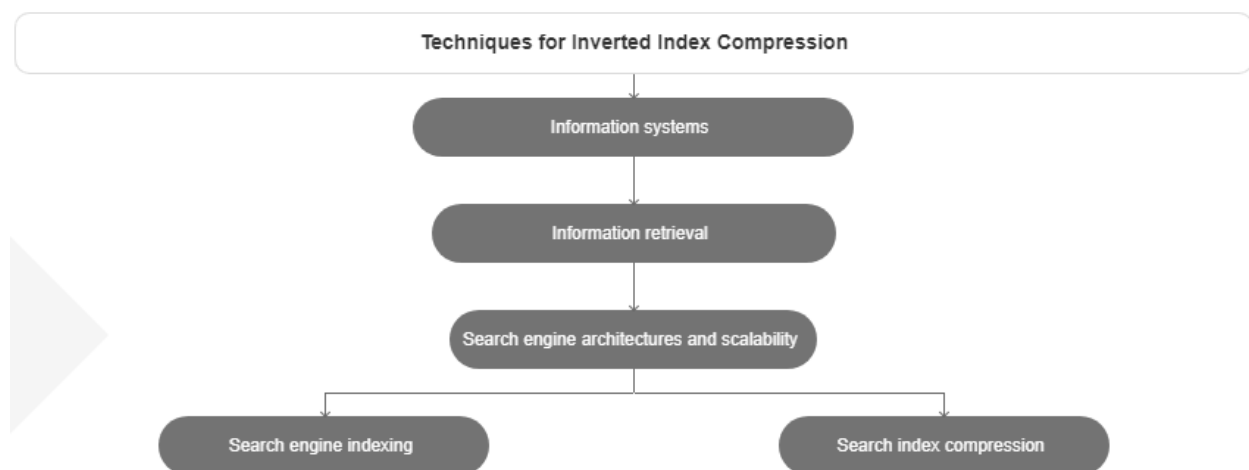 Techniques for Inverted Index Compression
Information systems
Information retrieval
Search engine architectures and scalability
Search engine indexing
Search index compression